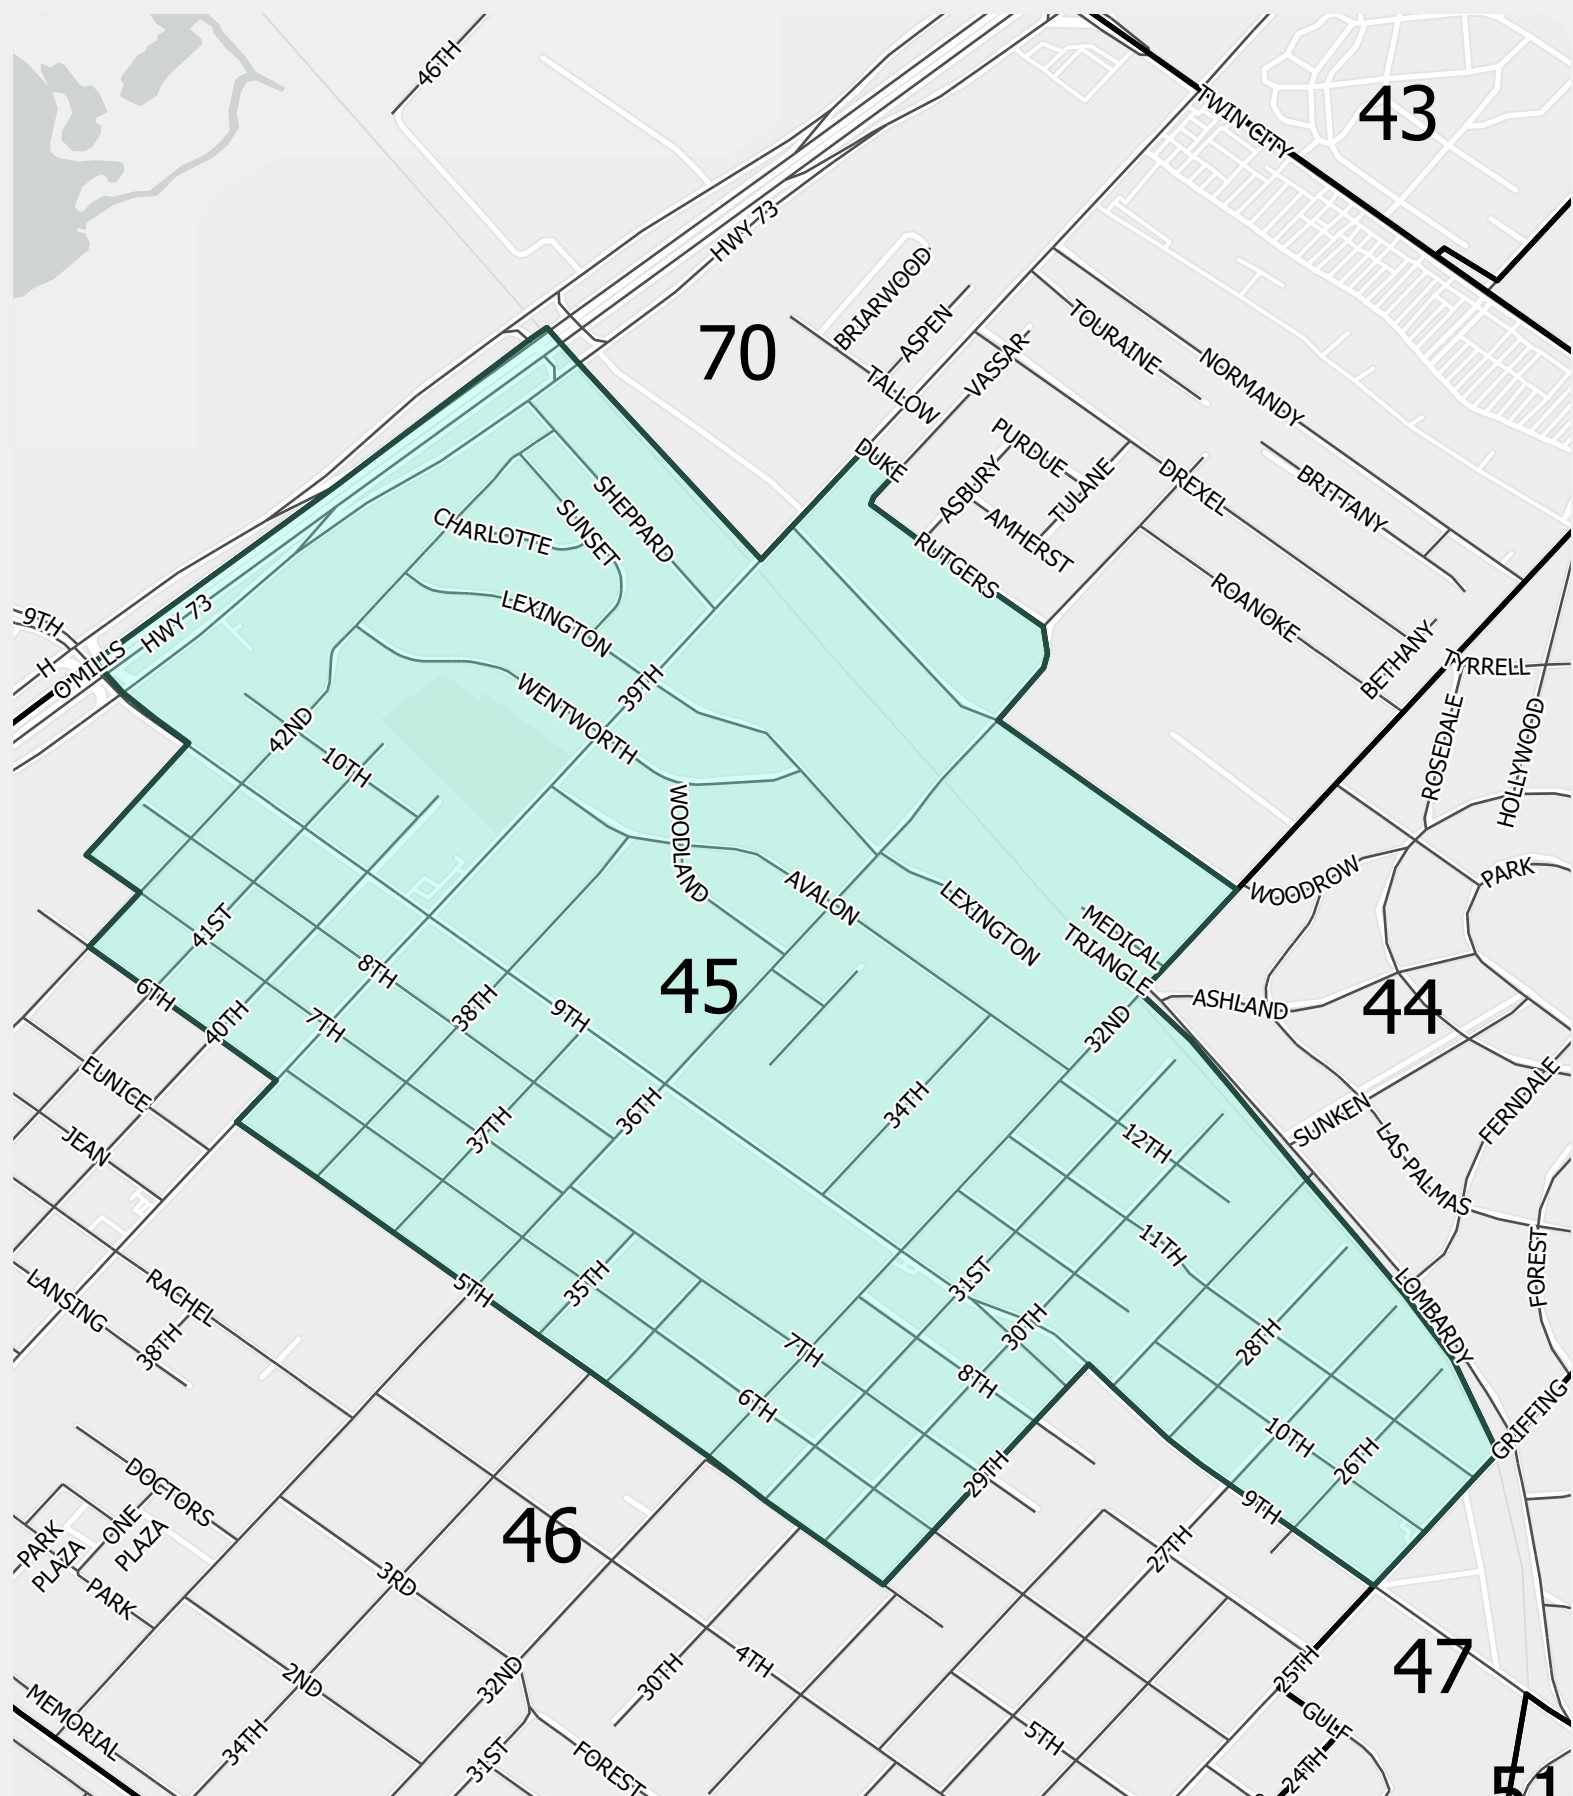 46TH
43
TWIN CITY
HWY 73
BRIARWOOD
ASPEN
70
TOURAINE
VASSAR
NORMANDY
TALLOW
DUKE
PURDUE
ASBURY
TULANE
DREXEL
BRITTANY
SHEPPARD
SUNSET
CHARLOTTE
AMHERST
RUTGERS
ROANOKE
LEXINGTON
9TH
HWY 73
H
O'MILLS
39TH
BETHANY
TYRRELL
WENTWORTH
42ND
ROSEDALE
HOLLYWOOD
10TH
WOODLAND
AVALON
LEXINGTON
WOODROW
PARK
41ST
MEDICAL
TRIANGLE
8TH
45
6TH
40TH
7TH
38TH
9TH
32ND
ASHLAND
44
EUNICE
36TH
34TH
37TH
12TH
SUNKEN
FERNDALE
JEAN
LAS PALMAS
11TH
RACHEL
LANSING
5TH
35TH
31ST
FOREST
38TH
30TH
28TH
LOMBARDY
7TH
8TH
6TH
GRIFFING
10TH
26TH
29TH
DOCTORS
9TH
ONE
PLAZA
PARK
PLAZA
46
27TH
PARK
3RD
4TH
47
25TH
2ND
32ND
30TH
MEMORIAL
34TH
31ST
FOREST
5TH
GULF
24TH
51